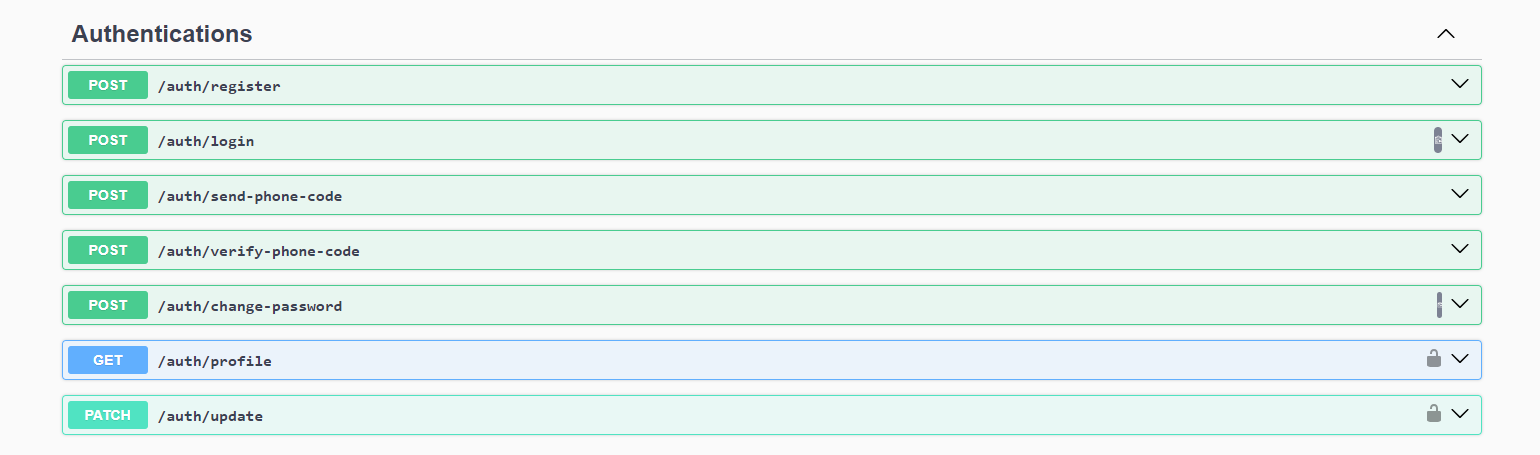 Authentications
POST /auth/register
POST /auth/login
POST /auth/send-phone-code
POST /auth/verify-phone-code
POST /auth/change-password
GET /auth/profile
PATCH /auth/update